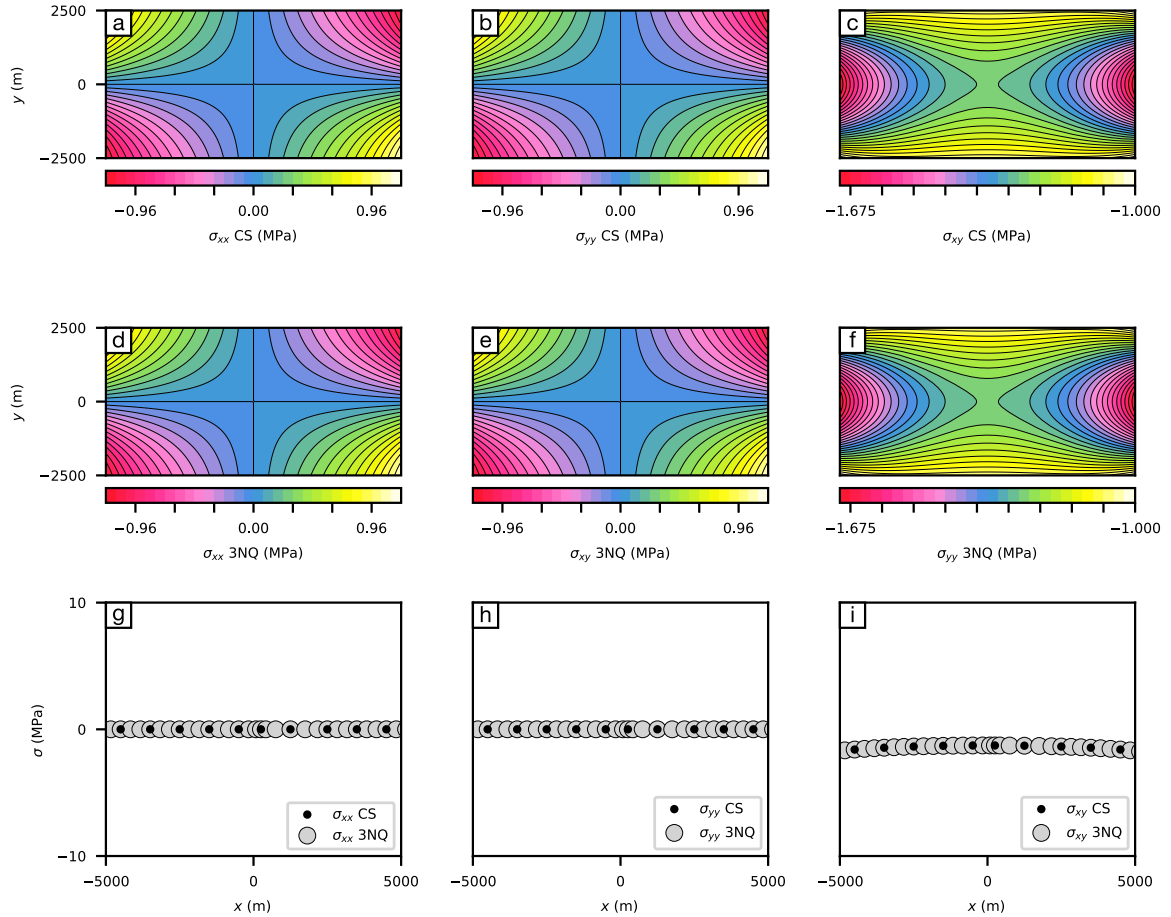 a
b
c
2500
0
−2500
y (m)
−0.96 0.00 0.96
σxx CS (MPa)
−0.96 0.00 0.96
σyy CS (MPa)
−1.675 −1.000
σxy CS (MPa)
d
e
f
2500
0
−2500
y (m)
−0.96 0.00 0.96
σxx 3NQ (MPa)
−0.96 0.00 0.96
σxy 3NQ (MPa)
−1.675 −1.000
σyy 3NQ (MPa)
g
h
i
10
0
−10
σ (MPa)
σxx CS
σxx 3NQ
σyy CS
σyy 3NQ
σxy CS
σxy 3NQ
−5000 0 5000
x (m)
−5000 0 5000
x (m)
−5000 0 5000
x (m)